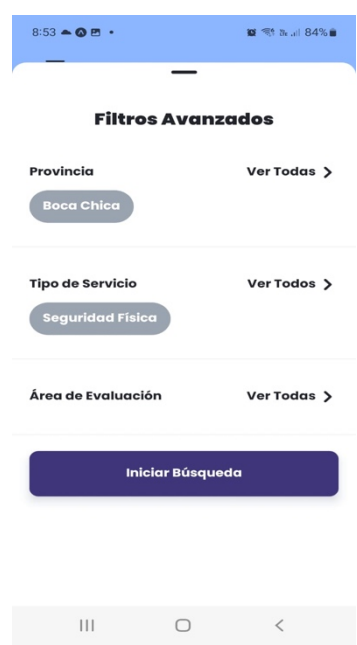 8:53
84%
Filtros Avanzados
Provincia Ver Todas
Boca Chica
Tipo de Servicio Ver Todos
Seguridad Física
Área de Evaluación Ver Todas
Iniciar Búsqueda